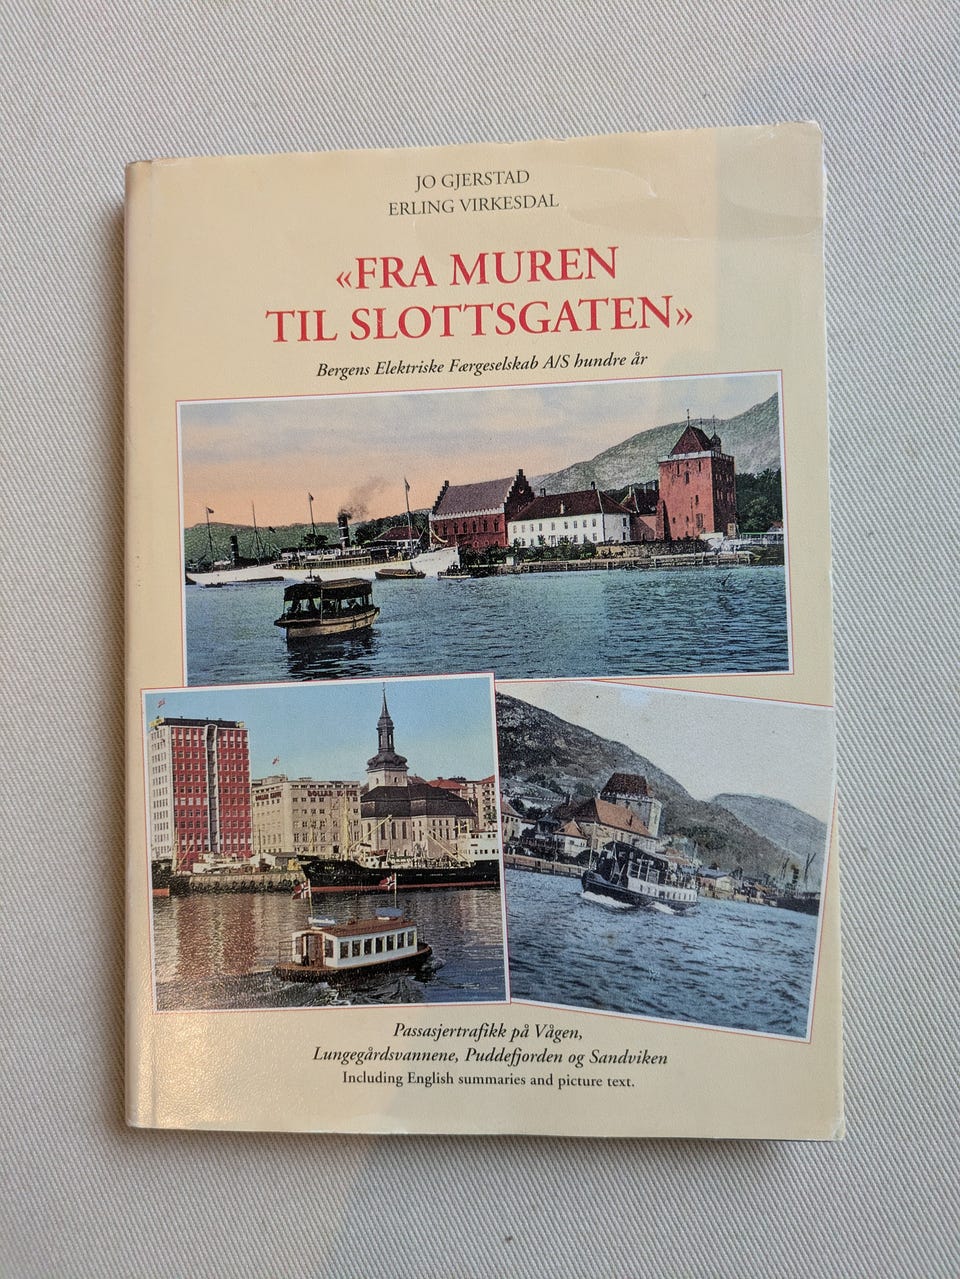 JO GJERSTAD
ERLING VIRKESDAL
«FRA MUREN
TIL SLOTTSGATEN»
Bergens Elektriske Færgeselskab A/S hundre år
DOLLAR
Passasjertrafikk på Vågen,
Lungegårdsvannene, Puddefjorden og Sandviken
Including English summaries and picture text.